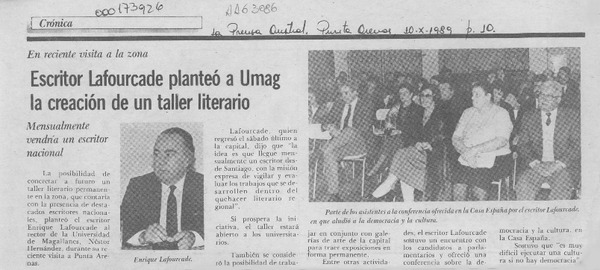 000173926
Crónica
AAG3086
La Prensa Austral, Punta Arenas 10-X-1989 p. 10.
En reciente visita a la zona
Escritor Lafourcade planteó a Umag
la creación de un taller literario
Mensualmente
vendría un escritor
nacional
La posibilidad de
concretar a futuro un
taller literario permanen-
te en la zona, que contaría
con la presencia de des-
tacados escritores nacio-
nales, planteó el escritor
Enrique Lafourcade al
rector de la Universidad
de Magallanes, Néstor
Hernández, durante su re-
ciente visita a Punta Are-
nas.
Enrique Lafourcade.
Lafourcade, quien
regresó el sábado último a
la capital, dijo que "la
idea es que llegue men-
sualmente un escritor des-
de Santiago, con la misión
expresa de vigilar y eva-
luar los trabajos que se de-
sarrollen dentro del
quehacer literario re-
gional".
Si prospera la ini-
ciativa, el taller estará
abierto a los universita-
rios.
También se consideró
la posibilidad de traba-
Parte de los asistentes a la conferencia ofrecida en la Casa España por el escritor Lafourcade,
en que aludió a la democracia y la cultura.
jar en conjunto con gale-
rías de arte de la capital
para traer exposiciones en
forma permanente.
Entre otras activida-
des, el escritor Lafourcade
sostuvo un encuentro con
los candidatos a parla-
mentarios y ofreció una
conferencia sobre la de-
mocracia y la cultura, en
la Casa España.
Sostuvo que "es muy
difícil ejecutar una cultu-
ra si no hay democracia".